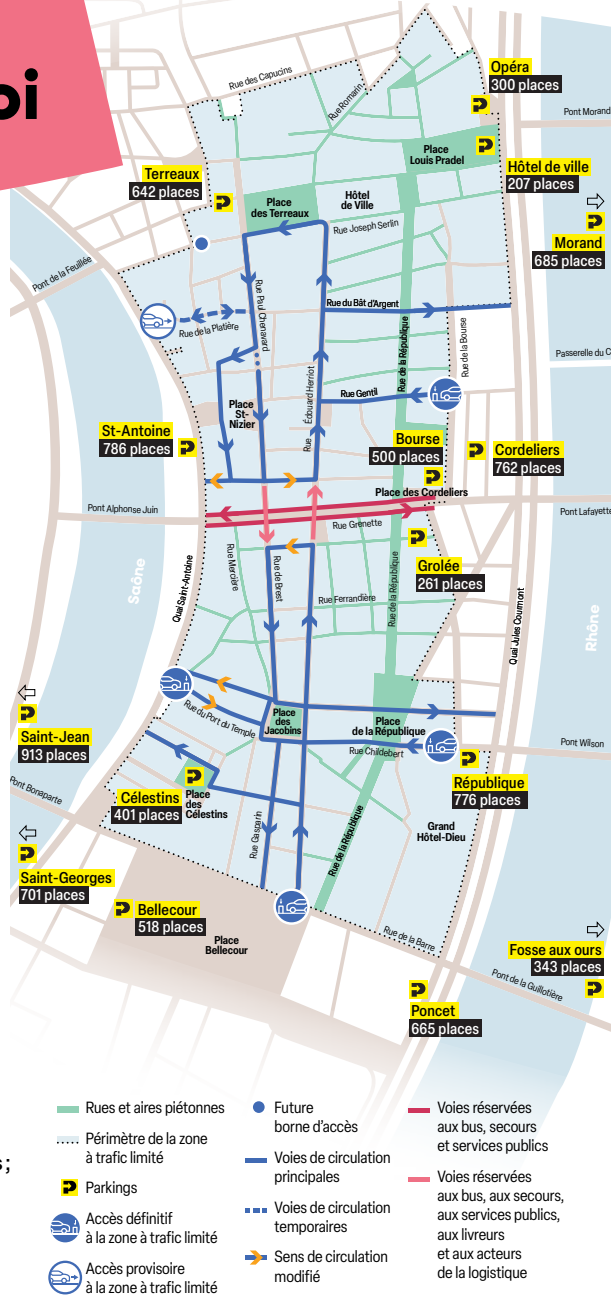 oi
Rue des Capucins
Rue Romarin
Opéra
300 places
Pont Morand
Place
Louis Pradel
Hôtel de ville
207 places
Terreaux
642 places
Place
des Terreaux
Hôtel
de Ville
Rue Joseph Serlin
Morand
685 places
Pont de la Feuillée
Rue de la Platière
Rue Paul Chenavard
Rue du Bât d'Argent
Rue de la République
Rue de la Bourse
Passerelle du C
Place
St-
Nizier
Rue Édouard Herriot
Rue Gentil
St-Antoine
786 places
Bourse
500 places
Cordeliers
762 places
Place des Cordeliers
Pont Alphonse Juin
Rue Grenette
Pont Lafayette
Grolée
261 places
Saône
Quai Saint-Antoine
Rue Mercière
Rue de Brest
Rue Ferrandière
Rue de la République
Quai Jules Courmont
Rhône
Rue du Port du Temple
Place
des
Jacobins
Place
de la République
Rue Childebert
Pont Wilson
Saint-Jean
913 places
Pont Bonaparte
Célestins
401 places
Place
des
Célestins
République
776 places
Rue Gasparin
Rue de la République
Grand
Hôtel-Dieu
Saint-Georges
701 places
Bellecour
518 places
Place
Bellecour
Rue de la Barre
Fosse aux ours
343 places
Pont de la Guillotière
Poncet
665 places
s ;
Rues et aires piétonnes
Périmètre de la zone
à trafic limité
Parkings
Accès définitif
à la zone à trafic limité
Accès provisoire
à la zone à trafic limité
Future
borne d'accès
Voies de circulation
principales
Voies de circulation
temporaires
Sens de circulation
modifié
Voies réservées
aux bus, secours
et services publics
Voies réservées
aux bus, aux secours,
aux services publics,
aux livreurs
et aux acteurs
de la logistique